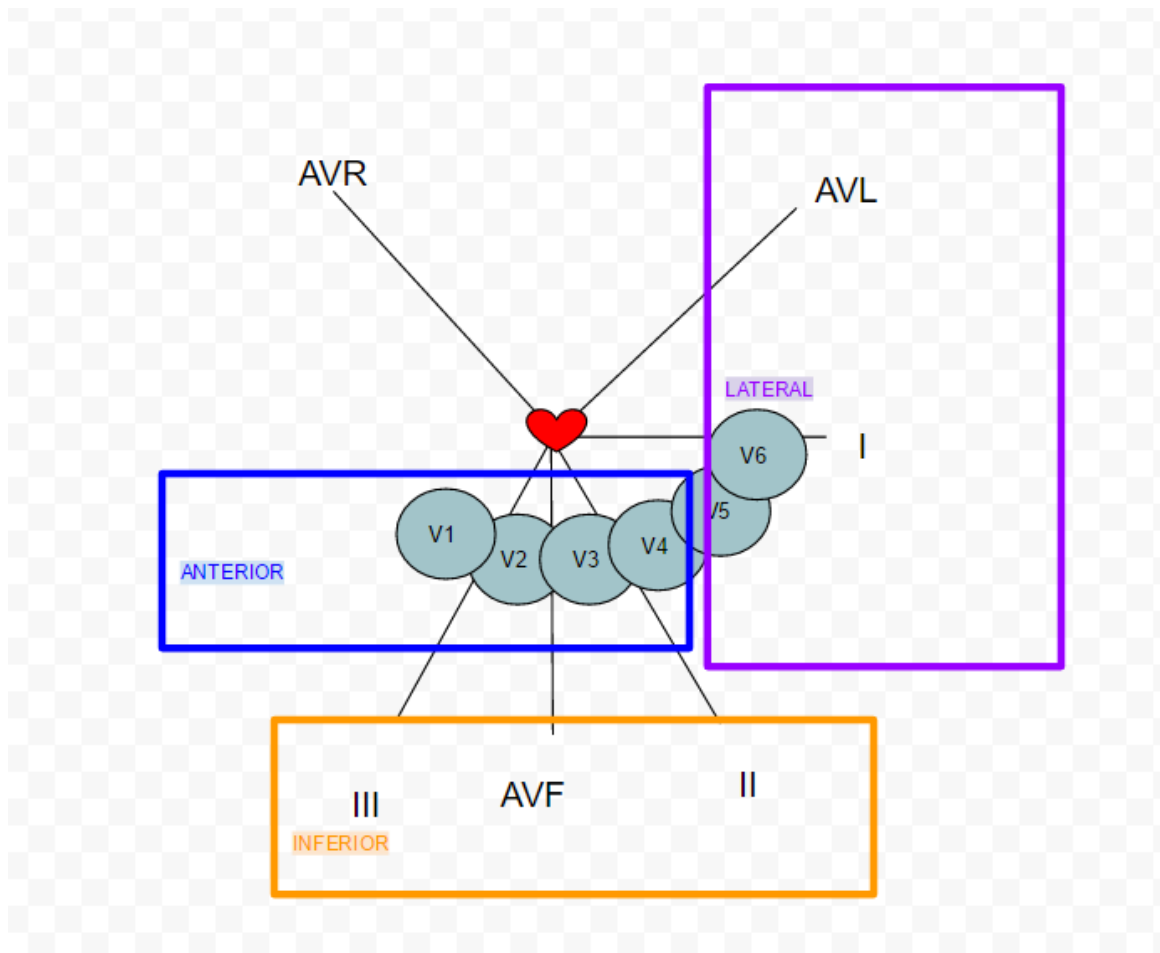 AVR
AVL
LATERAL
I
V6
V5
V1
V2
V3
V4
ANTERIOR
II
AVF
III
INFERIOR